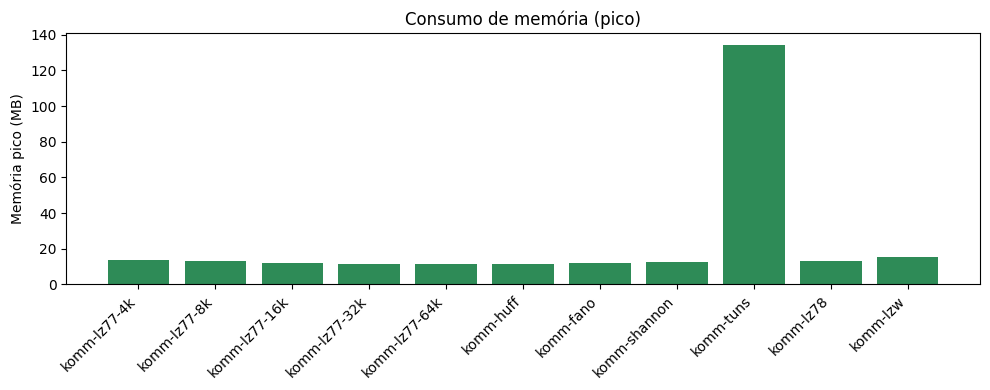 Consumo de memória (pico)
Memória pico (MB)
140
120
100
80
60
40
20
0
komm-lz77-4k
komm-lz77-8k
komm-lz77-16k
komm-lz77-32k
komm-lz77-64k
komm-huff
komm-fano
komm-shannon
komm-tuns
komm-lz78
komm-lzw